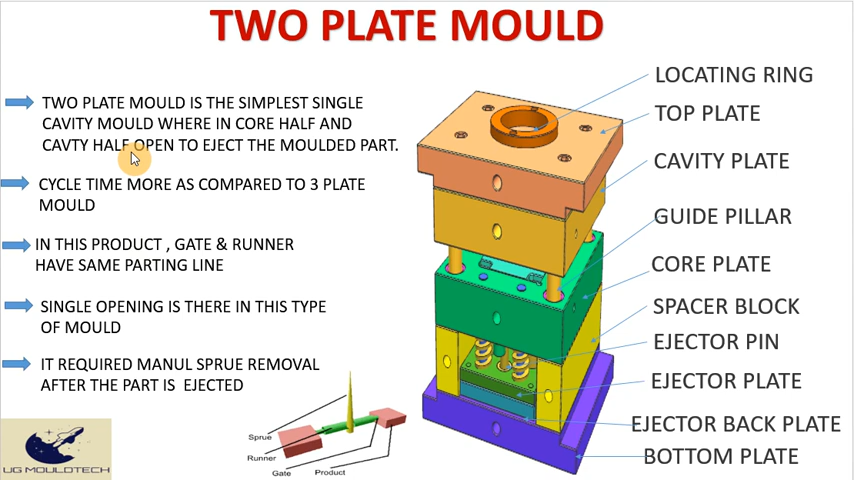 TWO PLATE MOULD
TWO PLATE MOULD IS THE SIMPLEST SINGLE
CAVITY MOULD WHERE IN CORE HALF AND
CAVTY HALF OPEN TO EJECT THE MOULDED PART.
CYCLE TIME MORE AS COMPARED TO 3 PLATE
MOULD
IN THIS PRODUCT , GATE & RUNNER
HAVE SAME PARTING LINE
SINGLE OPENING IS THERE IN THIS TYPE
OF MOULD
IT REQUIRED MANUL SPRUE REMOVAL
AFTER THE PART IS EJECTED
LOCATING RING
TOP PLATE
CAVITY PLATE
GUIDE PILLAR
CORE PLATE
SPACER BLOCK
EJECTOR PIN
EJECTOR PLATE
EJECTOR BACK PLATE
BOTTOM PLATE
Sprue
Runner
Gate
Product
UG MOULDTECH